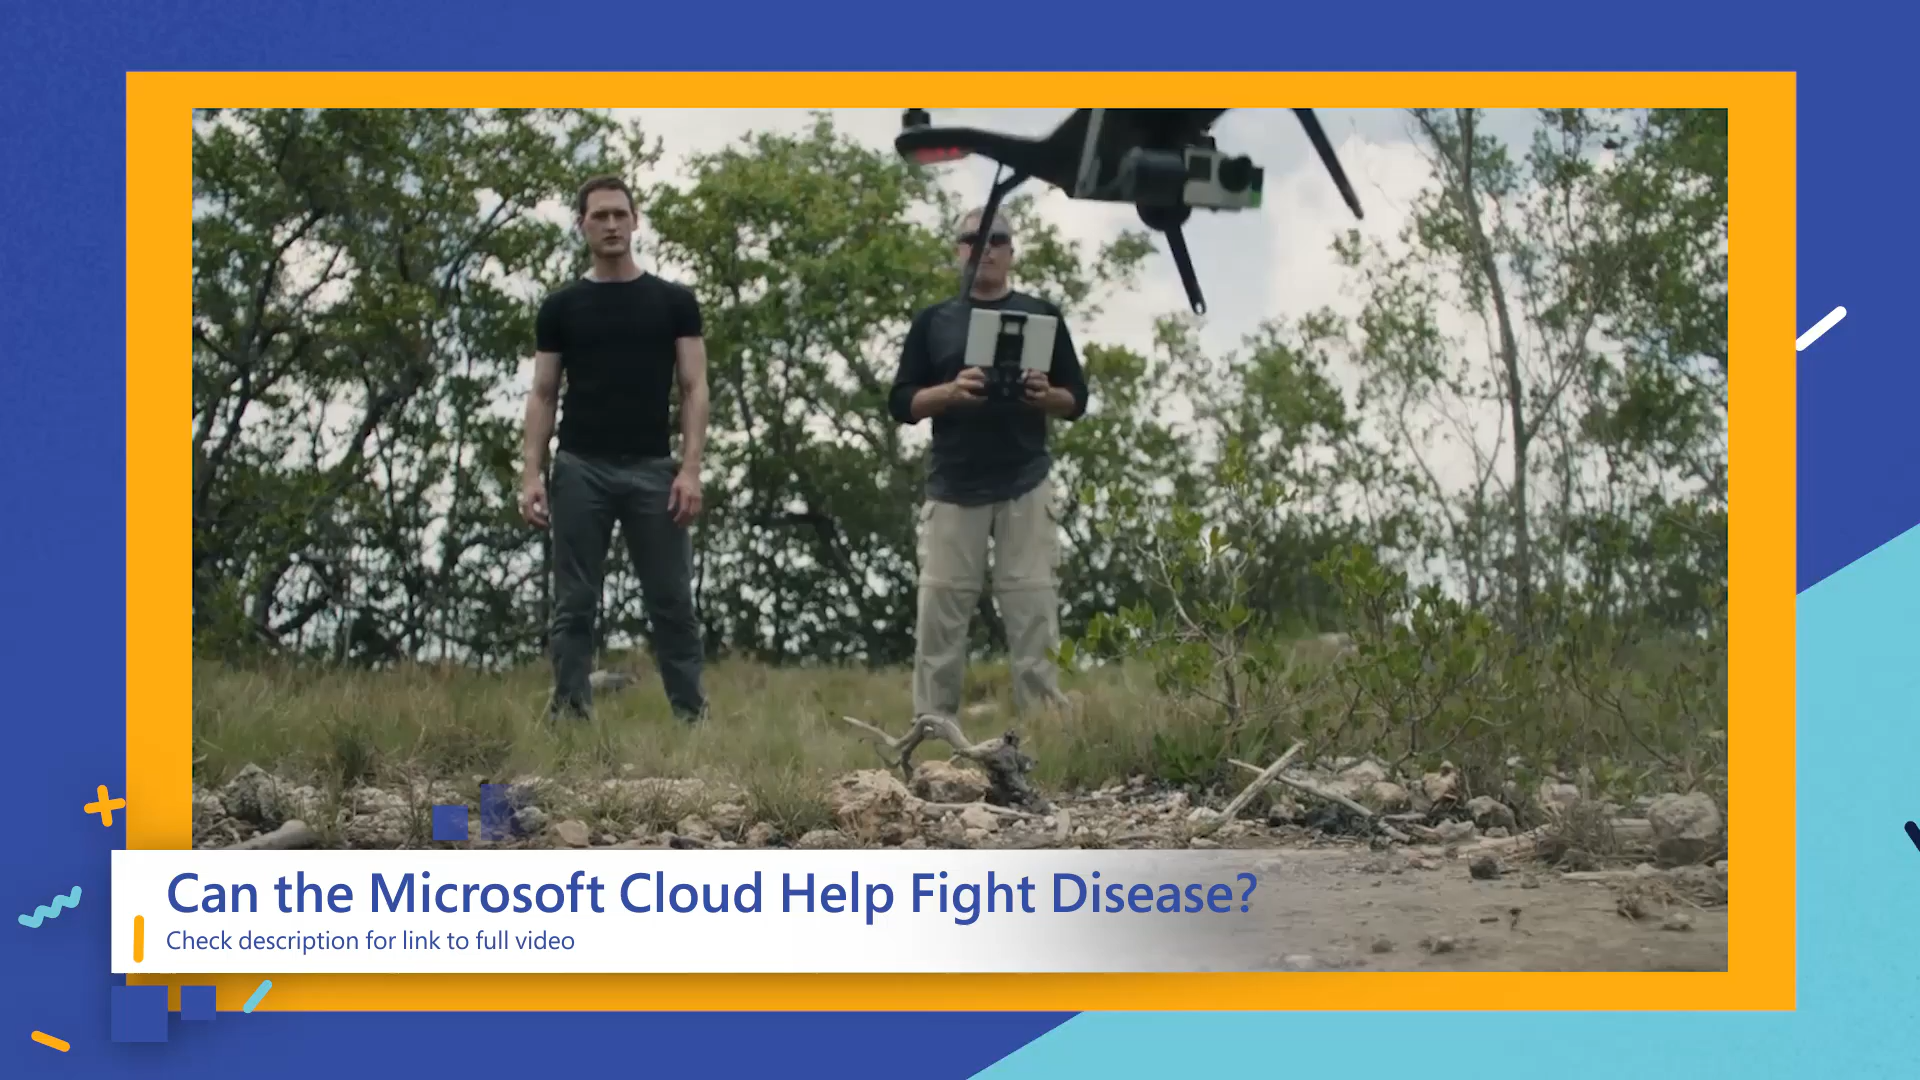 Can the Microsoft Cloud Help Fight Disease?
Check description for link to full video